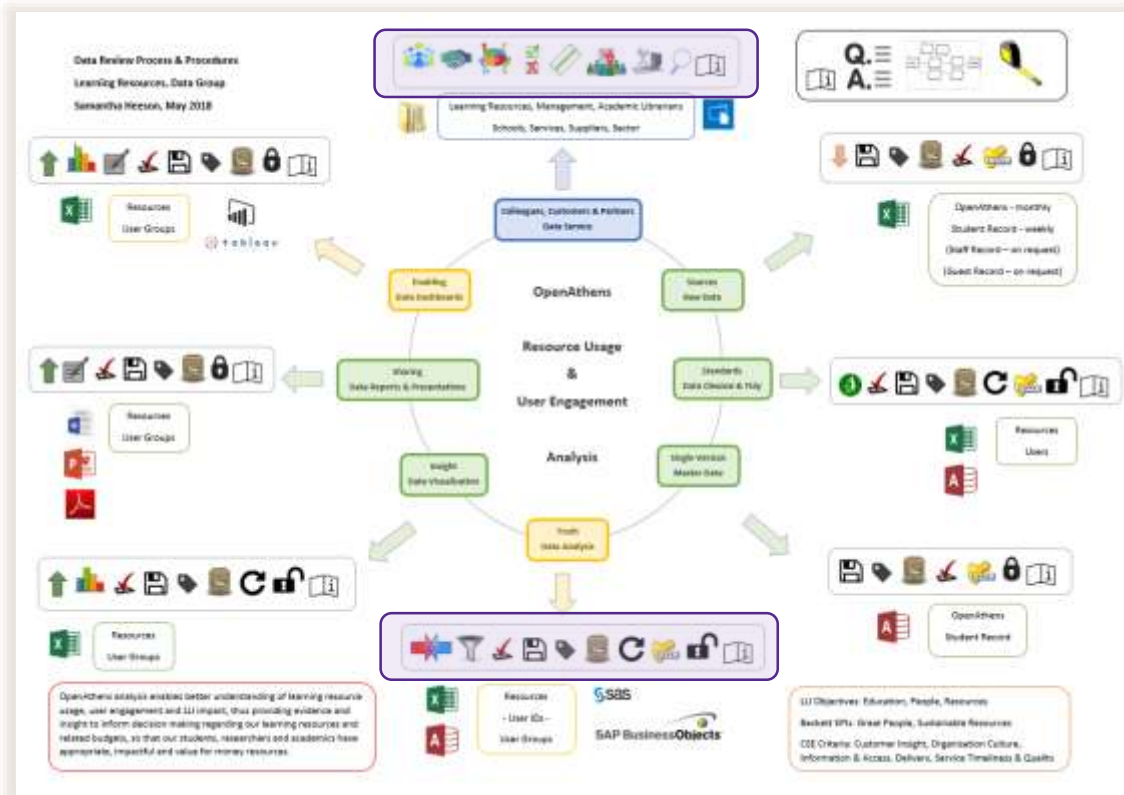 Data Review Process & Procedures
Learning Resources, Data Group
Samantha Heeson, May 2018
Learning Resources, Management, Academic Librarians
Schools, Services, Suppliers, Sector
Q.
A.
Resources
User Groups
tableau
OpenAthens - monthly
Student Record - weekly
(Staff Record – on request)
(Guest Record – on request)
Colleagues, Customers & Partners
Data Service
Enabling
Data Dashboards
Sources
Raw Data
Sharing
Data Reports & Presentations
Standards
Data Cleanse & Tidy
Insight
Data Visualisation
Single Version
Master Data
Truth
Data Analysis
OpenAthens
Resource Usage
&
User Engagement
Analysis
Resources
User Groups
Resources
Users
Resources
User Groups
OpenAthens
Student Record
Resources
- User IDs -
User Groups
sas
SAP BusinessObjects
OpenAthens analysis enables better understanding of learning resource
usage, user engagement and LLI impact, thus providing evidence and
insight to inform decision making regarding our learning resources and
related budgets, so that our students, researchers and academics have
appropriate, impactful and value for money resources.
LLI Objectives: Education, People, Resources
Beckett KPIs: Great People, Sustainable Resources
CSE Criteria: Customer Insight, Organisation Culture,
Information & Access, Delivery, Service Timeliness & Quality